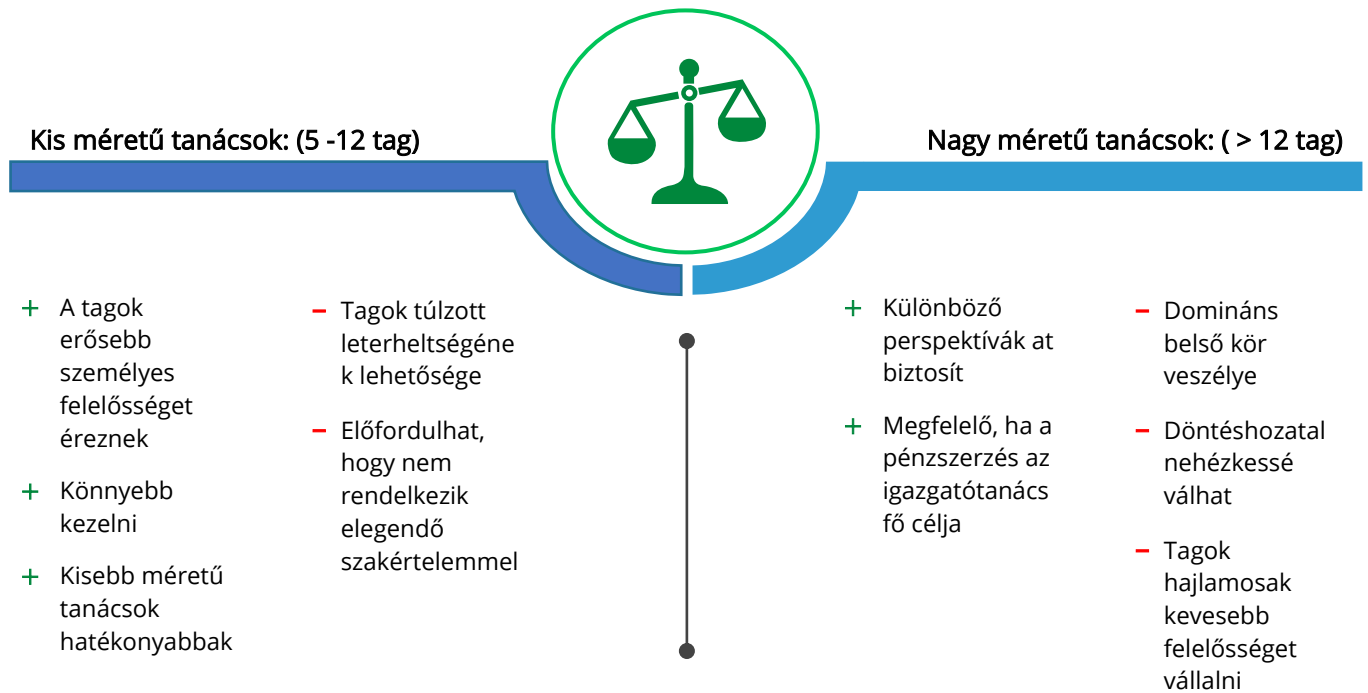 Kis méretű tanácsok: (5 -12 tag)
+ A tagok
erősebb
személyes
felelősséget
éreznek
+ Könnyebb
kezelni
+ Kisebb méretű
tanácsok
hatékonyabbak
– Tagok túlzott
leterheltségéne
k lehetősége
– Előfordulhat,
hogy nem
rendelkezik
elegendő
szakértelemmel
Nagy méretű tanácsok: ( > 12 tag)
+ Különböző
perspektívák at
biztosít
+ Megfelelő, ha a
pénzszerzés az
igazgatótanács
fő célja
– Domináns
belső kör
veszélye
– Döntéshozatal
nehézkessé
válhat
– Tagok
hajlamosak
kevesebb
felelősséget
vállalni